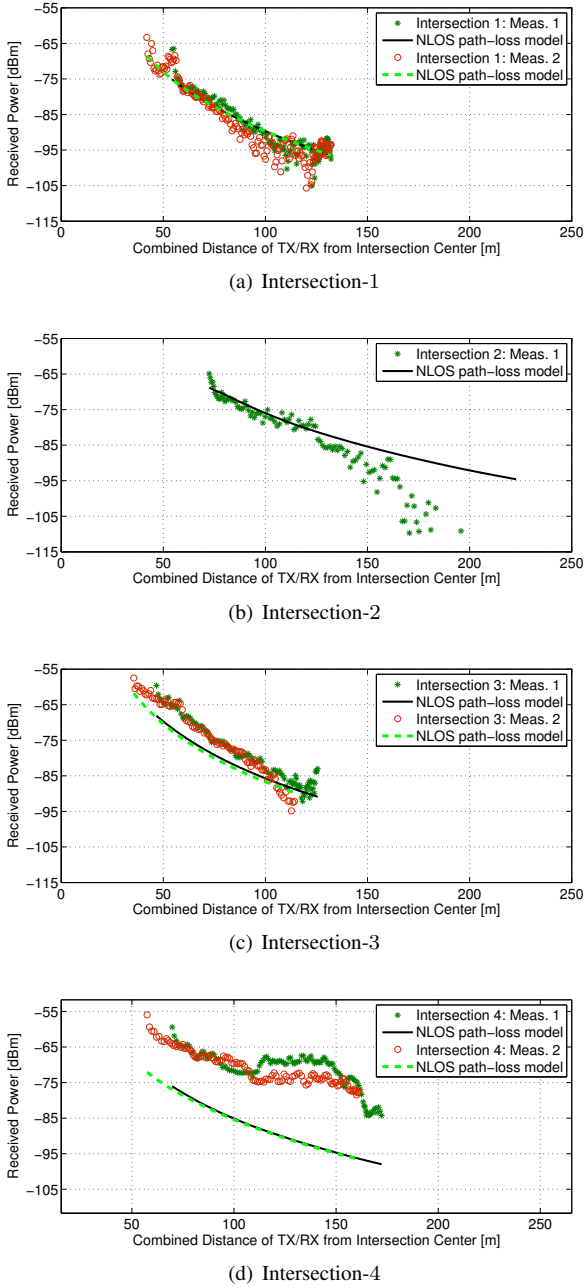 −55
−65
−75
−85
−95
−105
−115
Received Power [dBm]
Intersection 1: Meas. 1
NLOS path−loss model
Intersection 1: Meas. 2
NLOS path−loss model
0
50
100
150
200
250
Combined Distance of TX/RX from Intersection Center [m]
(a) Intersection-1
−55
−65
−75
−85
−95
−105
−115
Received Power [dBm]
Intersection 2: Meas. 1
NLOS path−loss model
0
50
100
150
200
250
Combined Distance of TX/RX from Intersection Center [m]
(b) Intersection-2
−55
−65
−75
−85
−95
−105
−115
Received Power [dBm]
Intersection 3: Meas. 1
NLOS path−loss model
Intersection 3: Meas. 2
NLOS path−loss model
0
50
100
150
200
250
Combined Distance of TX/RX from Intersection Center [m]
(c) Intersection-3
−55
−65
−75
−85
−95
−105
Received Power [dBm]
Intersection 4: Meas. 1
NLOS path−loss model
Intersection 4: Meas. 2
NLOS path−loss model
50
100
150
200
250
Combined Distance of TX/RX from Intersection Center [m]
(d) Intersection-4